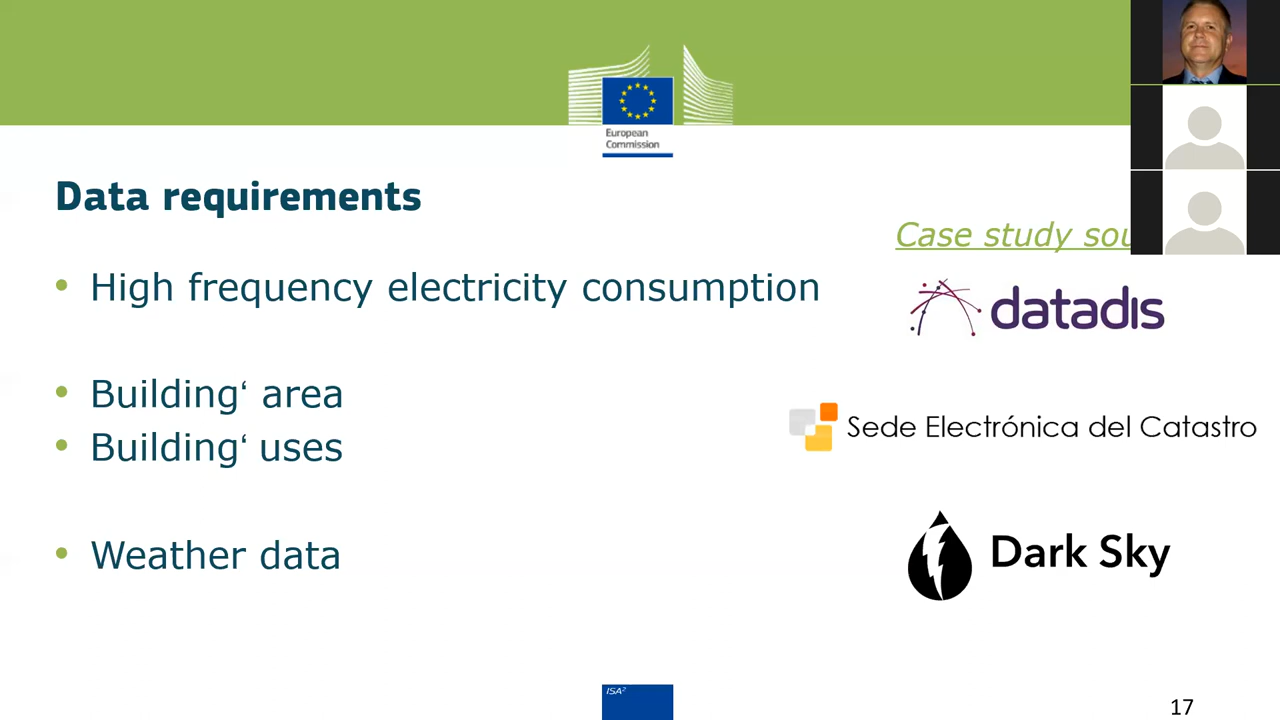 European
Commission
Data requirements
Case study
• High frequency electricity consumption
datadis
• Building‘ area
• Building‘ uses
Sede Electrónica del Catastro
• Weather data
Dark Sky
ISA²
17